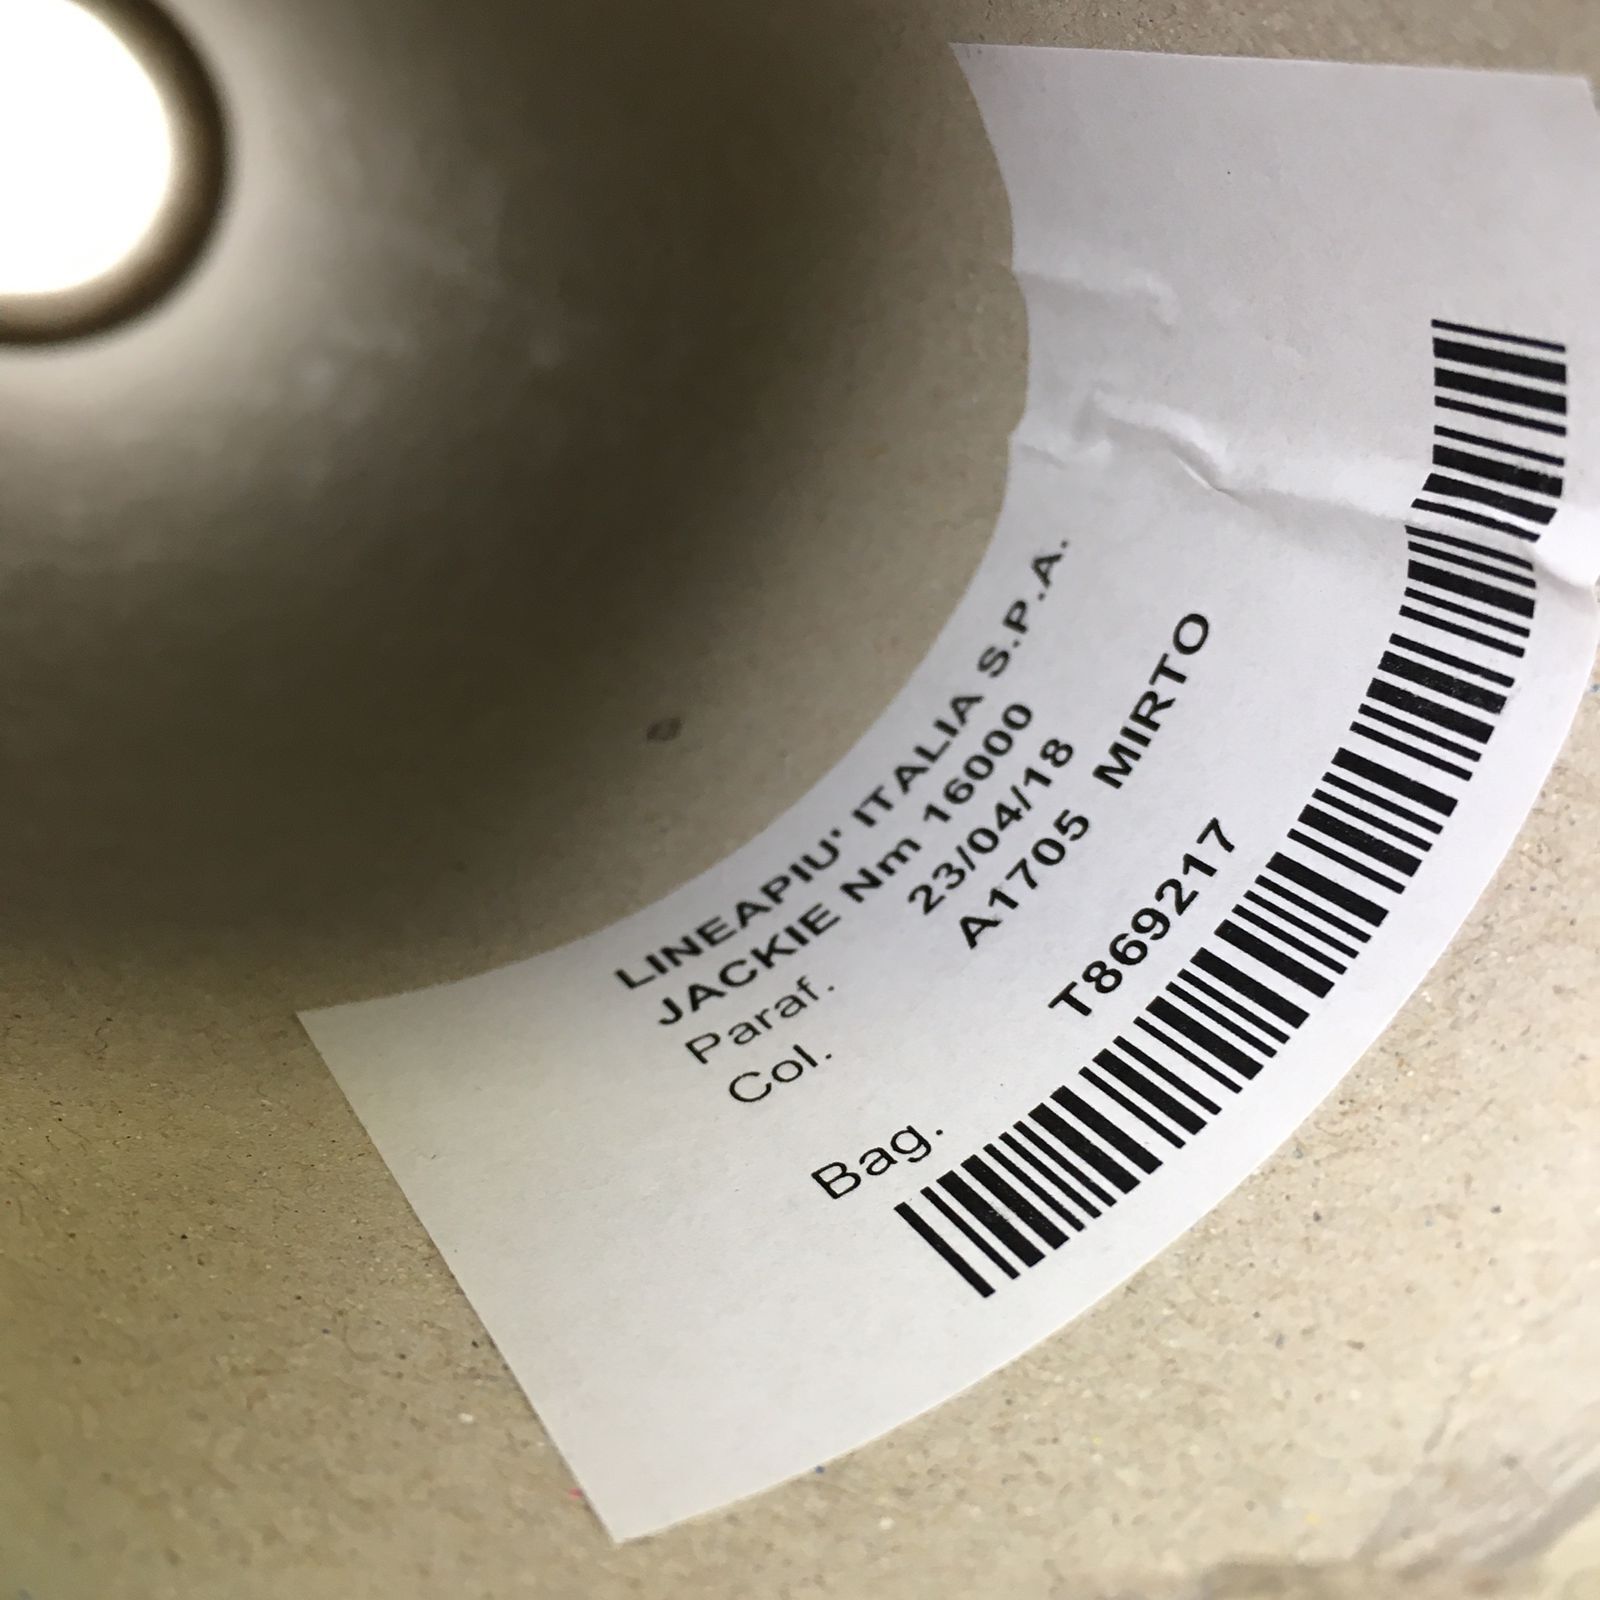 LINEAPIU' ITALIA S.P.A.
JACKIE Nm 16000
Paraf. 23/04/18
Col. A1705 MIRTO
Bag. T869217